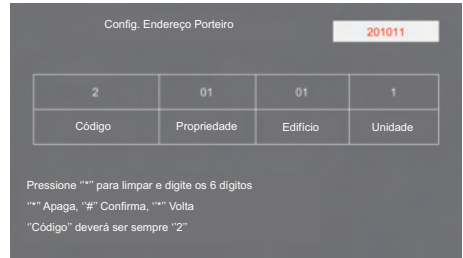 Config. Endereço Porteiro
201011
2 01 01 1
Código Propriedade Edifício Unidade
Pressione ‘’*’’ para limpar e digite os 6 dígitos
‘’*’’ Apaga, ‘’#’’ Confirma, ‘’*’’ Volta
‘’Código’’ deverá ser sempre ‘’2’’